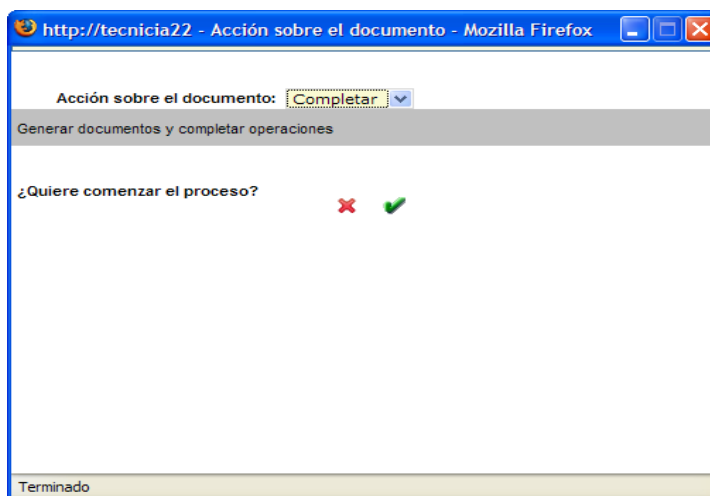 http://tecnicia22 - Acción sobre el documento - Mozilla Firefox
Acción sobre el documento: Completar
Generar documentos y completar operaciones
¿Quiere comenzar el proceso?
Terminado